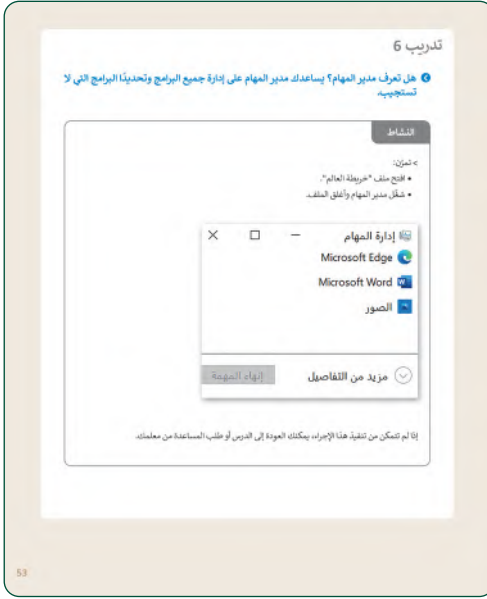 تدريب 6
هل تعرف مدير المهام؟ يساعدك مدير المهام على إدارة جميع البرامج وتحديدًا البرامج التي لا
تستجيب.
النشاط
> تمرّن:
• افتح ملف "خريطة العالم".
• شغّل مدير المهام وأغلق الملف.
إدارة المهام
Microsoft Edge
Microsoft Word
الصور
مزيد من التفاصيل
إنهاء المهمة
إذا لم تتمكن من تنفيذ هذا الإجراء، يمكنك العودة إلى الدرس أو طلب المساعدة من معلمك.
53